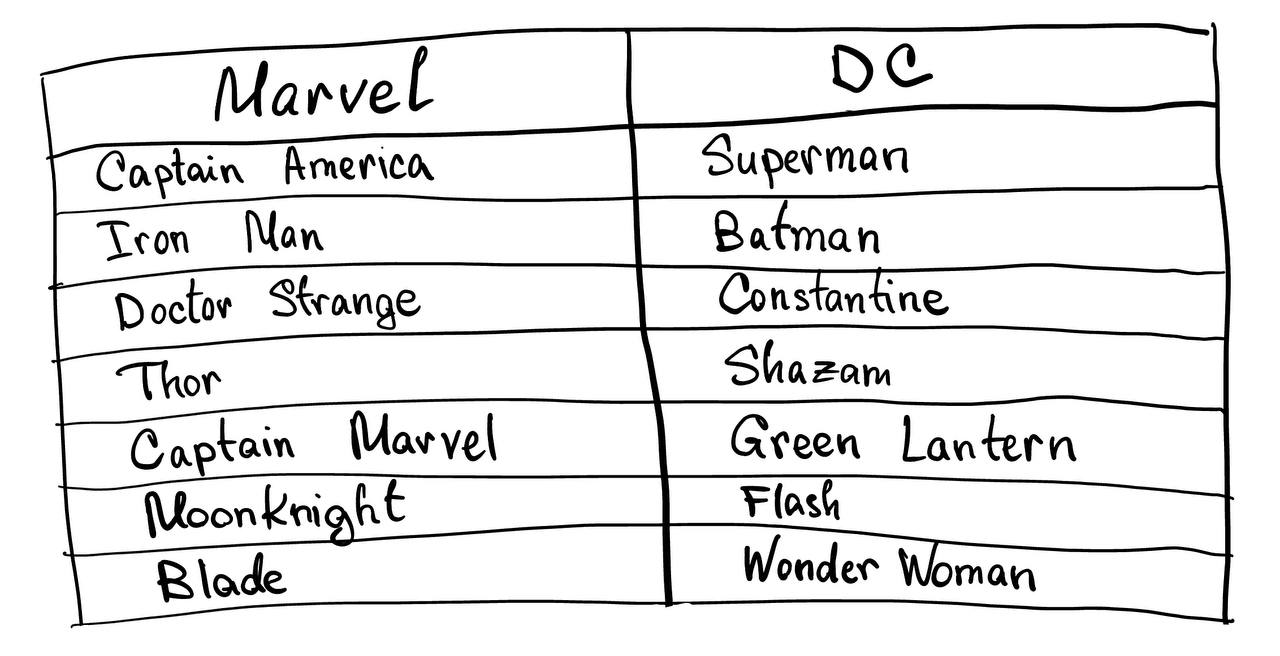 Marvel DC
Captain America Superman
Iron Man Batman
Doctor Strange Constantine
Thor Shazam
Captain Marvel Green Lantern
MoonKnight Flash
Blade Wonder Woman